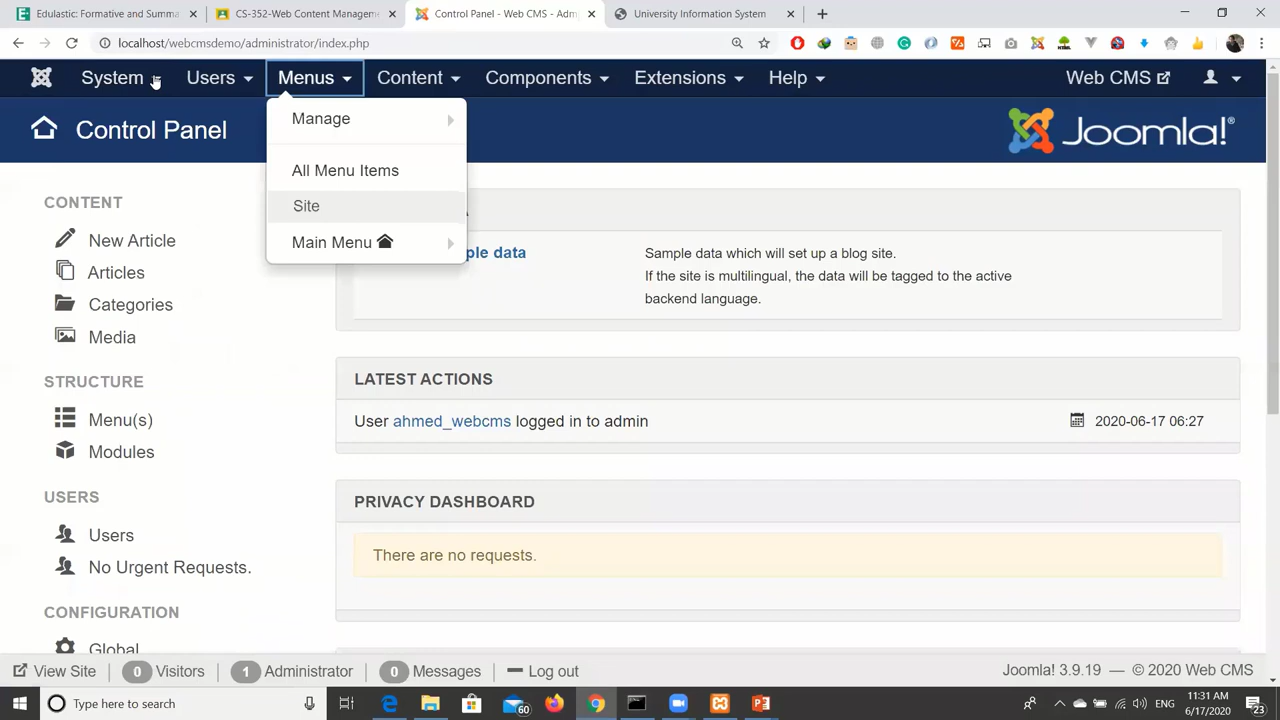 Edulastic: Formative and Summa
CS-352-Web Content Manageme
Control Panel - Web CMS - Adm
University Information System
localhost/webcmsdemo/administrator/index.php
System Users Menus Content Components Extensions Help Web CMS
Control Panel
Joomla!®
Manage
All Menu Items
Site
Main Menu
CONTENT
New Article
Articles
Categories
Media
STRUCTURE
Menu(s)
Modules
USERS
Users
No Urgent Requests.
CONFIGURATION
Global
ple data
Sample data which will set up a blog site.
If the site is multilingual, the data will be tagged to the active
backend language.
LATEST ACTIONS
User ahmed_webcms logged in to admin 2020-06-17 06:27
PRIVACY DASHBOARD
There are no requests.
View Site 0 Visitors 1 Administrator 0 Messages Log out Joomla! 3.9.19 — © 2020 Web CMS
Type here to search
60
ENG
11:31 AM
6/17/2020
23